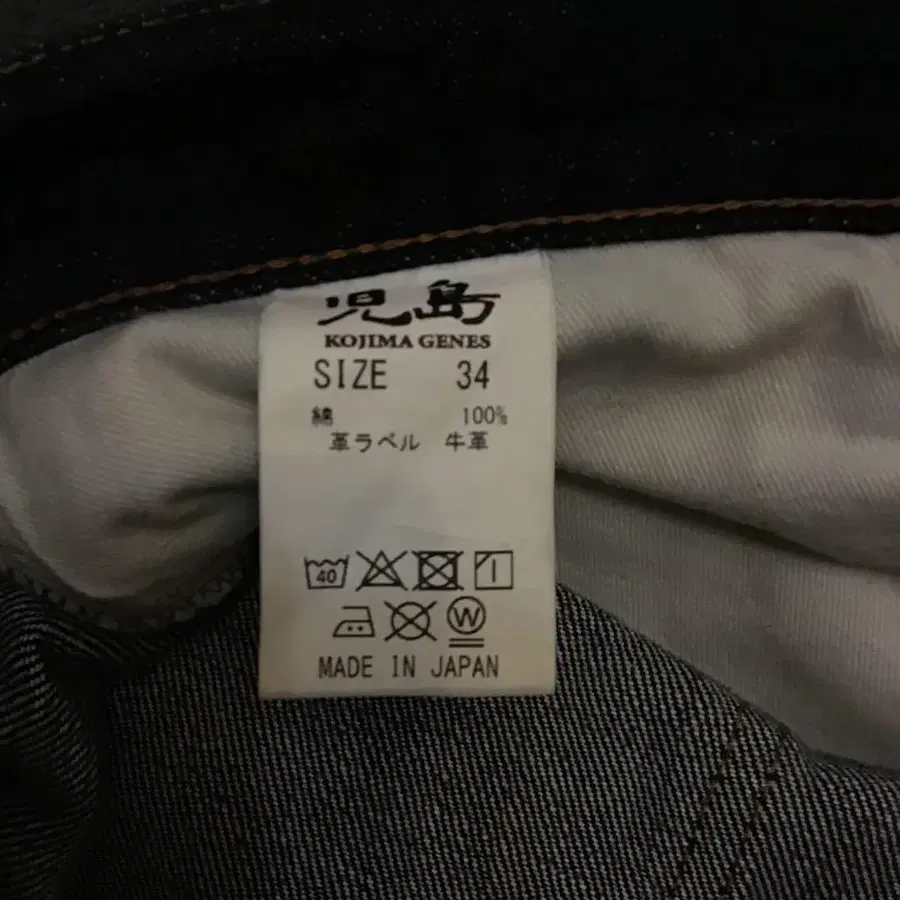 児島
KOJIMA GENES
SIZE 34
綿 100%
革ラベル 牛革
40
W
MADE IN JAPAN